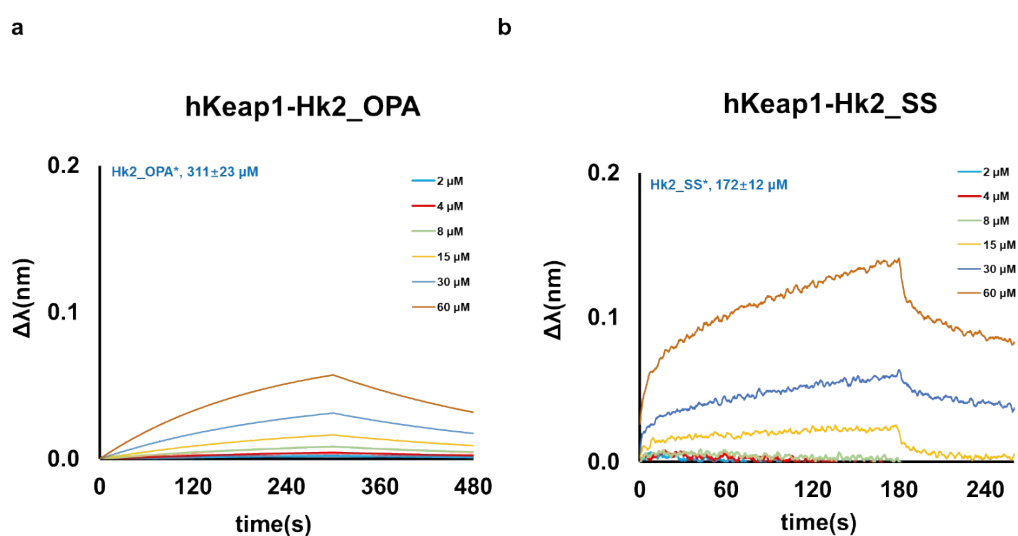 a
hKeap1-Hk2_OPA
Hk2_OPA*, 311±23 µM
0.2
0.1
0.0
Δλ(nm)
2 µM
4 µM
8 µM
15 µM
30 µM
60 µM
0 120 240 360 480
time(s)
b
hKeap1-Hk2_SS
Hk2_SS*, 172±12 µM
0.2
0.1
0.0
Δλ(nm)
2 µM
4 µM
8 µM
15 µM
30 µM
60 µM
0 60 120 180 240
time(s)